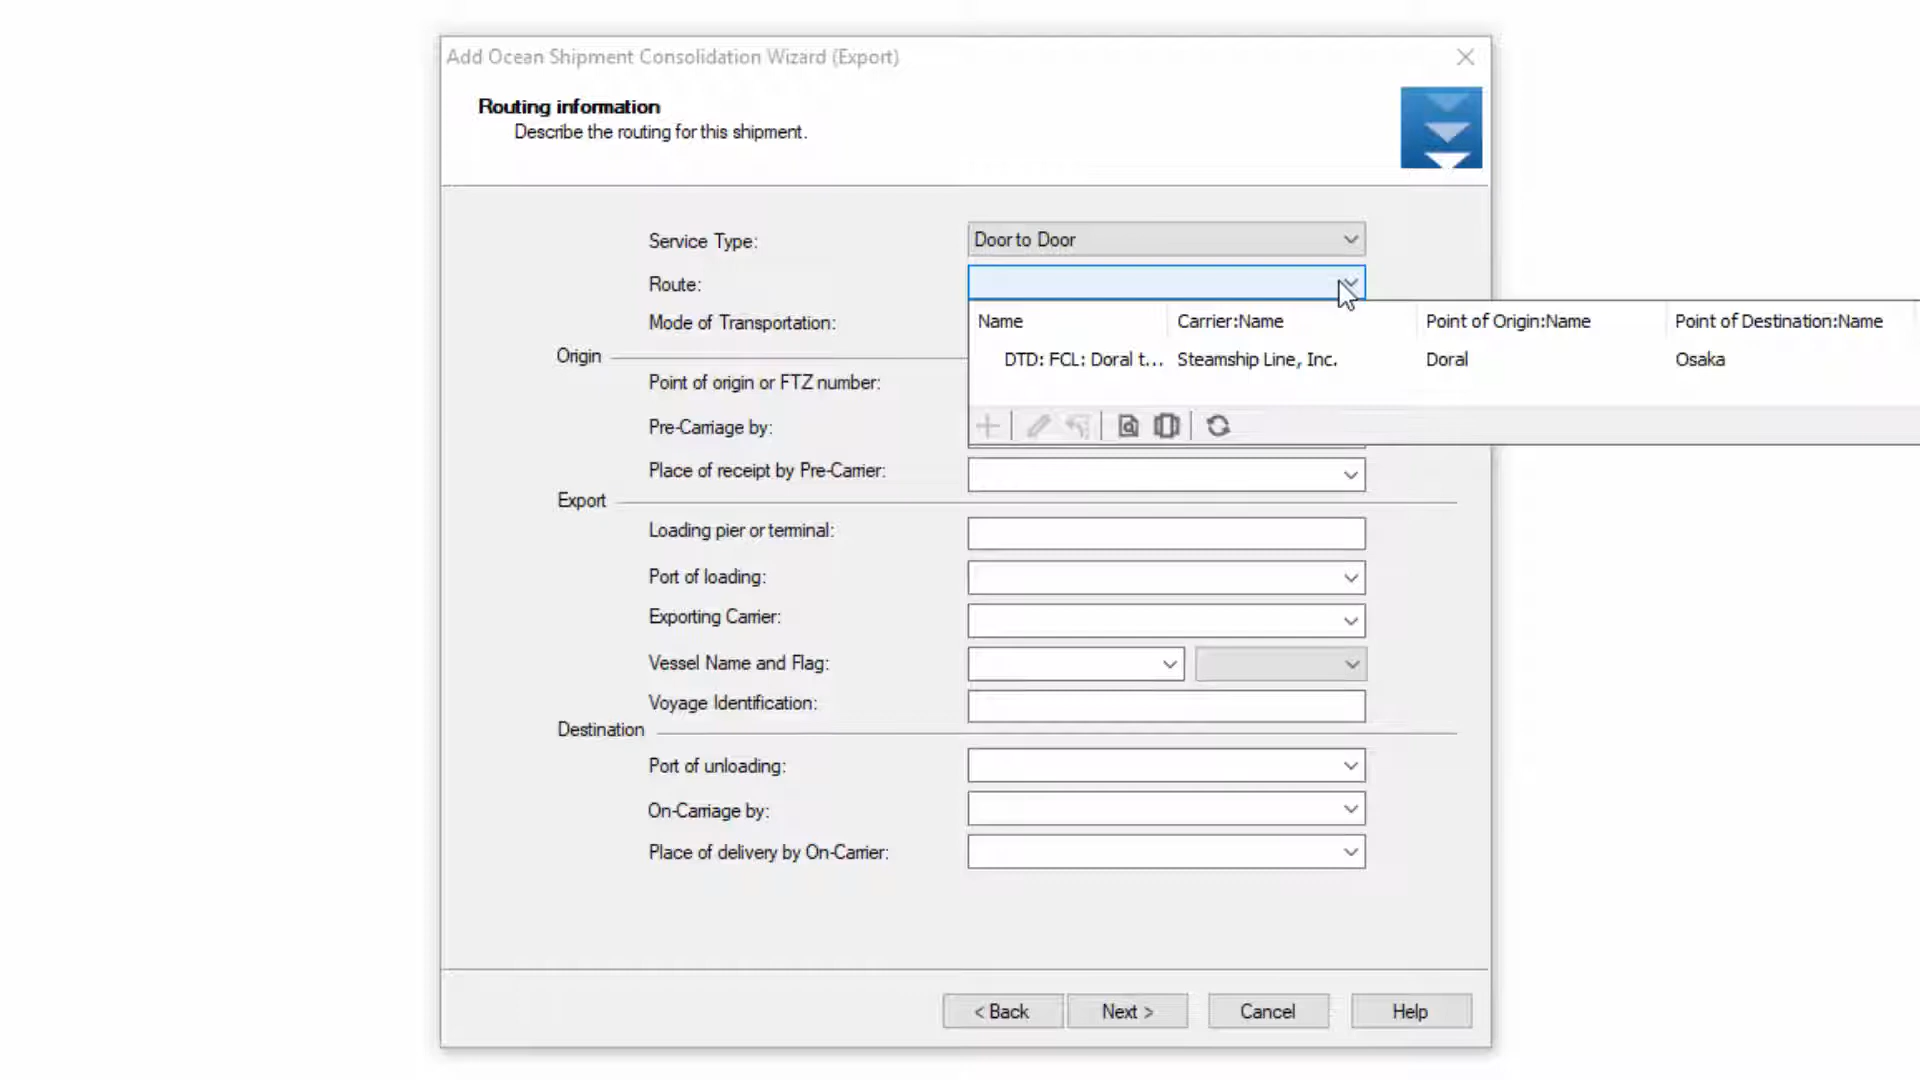 Add Ocean Shipment Consolidation Wizard (Export)
Routing information
Describe the routing for this shipment.
Service Type:
Door to Door
Route:
Mode of Transportation:
Name
Carrier:Name
Point of Origin:Name
Point of Destination:Name
DTD: FCL: Doral t...
Steamship Line, Inc.
Doral
Osaka
Origin
Point of origin or FTZ number:
Pre-Carriage by:
Place of receipt by Pre-Carrier:
Export
Loading pier or terminal:
Port of loading:
Exporting Carrier:
Vessel Name and Flag:
Voyage Identification:
Destination
Port of unloading:
On-Carriage by:
Place of delivery by On-Carrier:
< Back
Next >
Cancel
Help